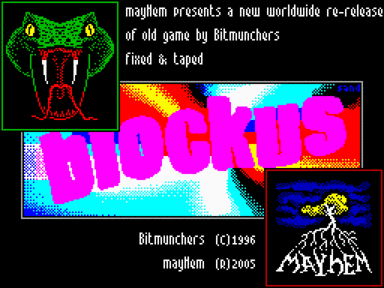 mayHem presents a new worldwide re-release
of old game by Bitmunchers
fixed & taped
blockus
Bitmunchers (C)1996
mayHem (R)2005
MAYHEM